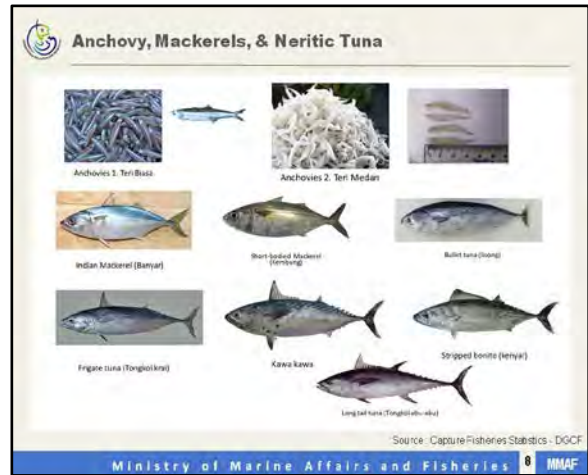 Anchovy, Mackerels, & Neritic Tuna
Anchovies 1. Teri Biasa
Anchovies 2. Teri Medan
Indian Mackerel (Banyar)
Short-bodied Mackerel
(Kembung)
Bullet tuna (lisong)
Frigate tuna (Tongkol krai)
Kawa kawa
Stripped bonito (kenyar)
Long tail tuna (Tongkol abu-abu)
Source : Capture Fisheries Statistics - DGCF
Ministry of Marine Affairs and Fisheries 8 MMAF